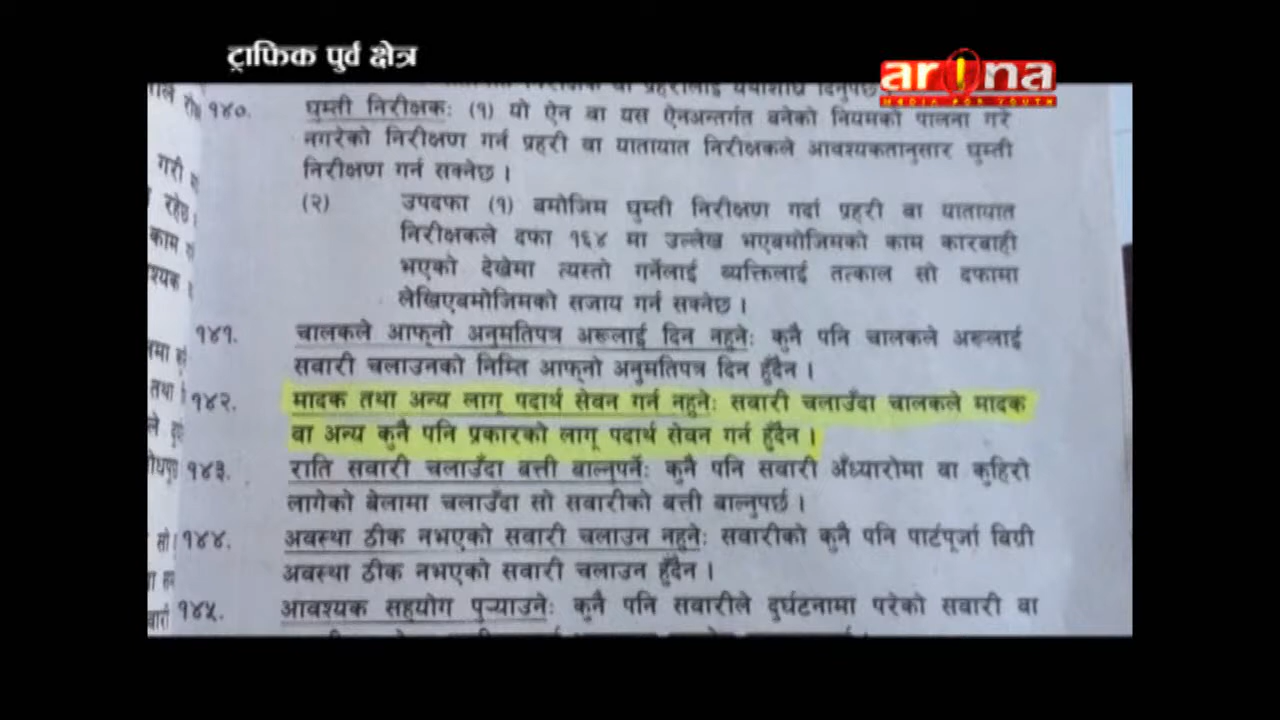 ट्राफिक पुर्व क्षेत्र
arena
MEDIA FOR YOUTH
१४०. घुम्ती निरीक्षकः (१) यो ऐन वा यस ऐनअन्तर्गत बनेको नियमको पालना गरे
नगरेको निरीक्षण गर्न प्रहरी वा यातायात निरीक्षकले आवश्यकतानुसार घुम्ती
निरीक्षण गर्न सक्नेछ ।
(२) उपदफा (१) बमोजिम घुम्ती निरीक्षण गर्दा प्रहरी वा यातायात
निरीक्षकले दफा १६४ मा उल्लेख भएबमोजिमको काम कारबाही
भएको देखेमा त्यस्तो गर्नेलाई व्यक्तिलाई तत्काल सो दफामा
लेखिएबमोजिमको सजाय गर्न सक्नेछ ।
१४१. चालकले आफ्‌नो अनुमतिपत्र अरूलाई दिन नहुनेः कुनै पनि चालकले अरूलाई
सवारी चलाउनको निम्ति आफ्‌नो अनुमतिपत्र दिन हुँदैन ।
१४२. मादक तथा अन्य लागू पदार्थ सेवन गर्न नहुनेः सवारी चलाउँदा चालकले मादक
वा अन्य कुनै पनि प्रकारको लागू पदार्थ सेवन गर्न हुँदैन ।
१४३. राति सवारी चलाउँदा बत्ती बाल्नुपर्नेः कुनै पनि सवारी अँध्यारोमा वा कुहिरो
लागेको बेलामा चलाउँदा सो सवारीको बत्ती बाल्नुपर्छ ।
१४४. अवस्था ठीक नभएको सवारी चलाउन नहुनेः सवारीको कुनै पनि पार्टपूर्जा बिग्री
अवस्था ठीक नभएको सवारी चलाउन हुँदैन ।
१४५. आवश्यक सहयोग पुर्‍याउनेः कुनै पनि सवारीले दुर्घटनामा परेको सवारी वा